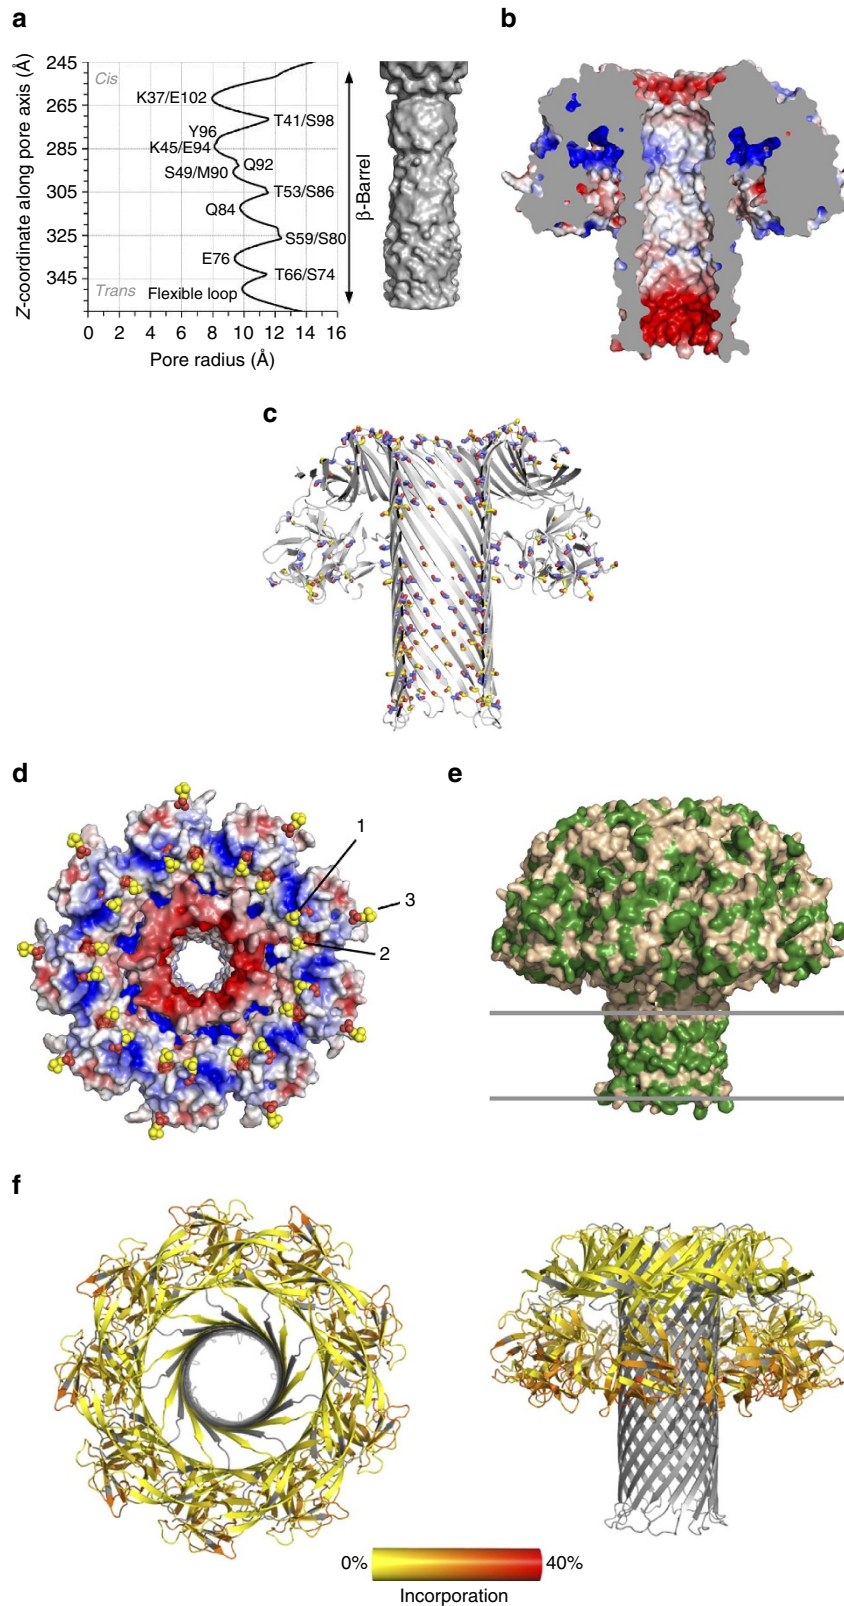 a
Z-coordinate along pore axis (Å)
245
265
285
305
325
345
Cis
Trans
K37/E102
T41/S98
Y96
K45/E94
Q92
S49/M90
T53/S86
Q84
S59/S80
E76
T66/S74
Flexible loop
0 2 4 6 8 10 12 14 16
Pore radius (Å)
β-Barrel
b
c
d
1
3
2
e
f
0%
40%
Incorporation